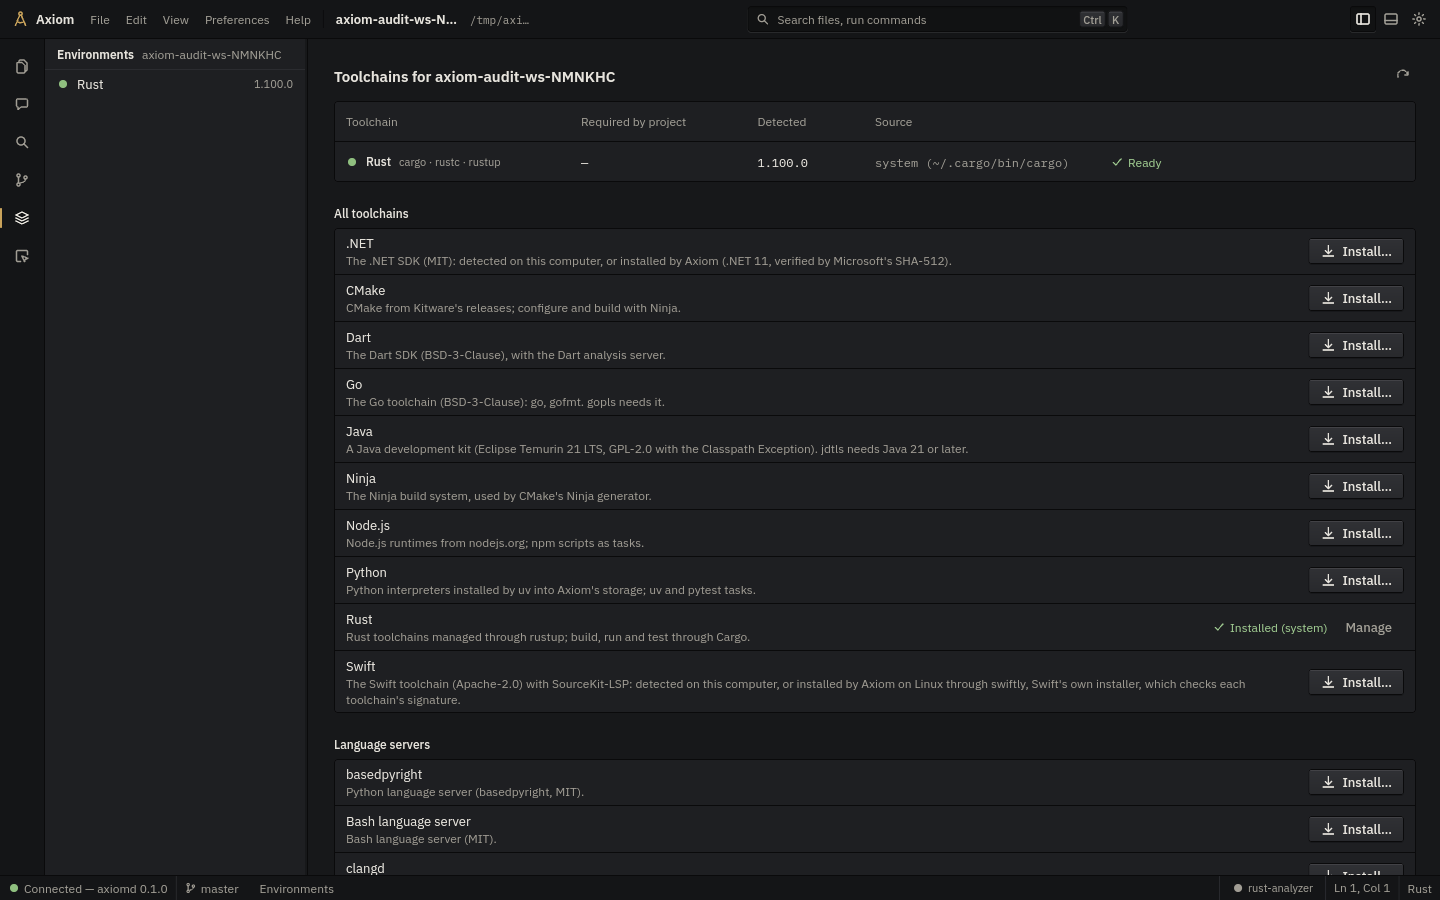 Axiom File Edit View Preferences Help axiom-audit-ws-N... /tmp/axi… Search files, run commands Ctrl K
Environments axiom-audit-ws-NMNKHC
Rust 1.100.0
Toolchains for axiom-audit-ws-NMNKHC
Toolchain Required by project Detected Source
Rust cargo · rustc · rustup — 1.100.0 system (~/.cargo/bin/cargo) Ready
All toolchains
.NET
The .NET SDK (MIT): detected on this computer, or installed by Axiom (.NET 11, verified by Microsoft's SHA-512).
Install...
CMake
CMake from Kitware's releases; configure and build with Ninja.
Install...
Dart
The Dart SDK (BSD-3-Clause), with the Dart analysis server.
Install...
Go
The Go toolchain (BSD-3-Clause): go, gofmt. gopls needs it.
Install...
Java
A Java development kit (Eclipse Temurin 21 LTS, GPL-2.0 with the Classpath Exception). jdtls needs Java 21 or later.
Install...
Ninja
The Ninja build system, used by CMake's Ninja generator.
Install...
Node.js
Node.js runtimes from nodejs.org; npm scripts as tasks.
Install...
Python
Python interpreters installed by uv into Axiom's storage; uv and pytest tasks.
Install...
Rust
Rust toolchains managed through rustup; build, run and test through Cargo.
Installed (system) Manage
Swift
The Swift toolchain (Apache-2.0) with SourceKit-LSP: detected on this computer, or installed by Axiom on Linux through swiftly, Swift's own installer, which checks each
toolchain's signature.
Install...
Language servers
basedpyright
Python language server (basedpyright, MIT).
Install...
Bash language server
Bash language server (MIT).
Install...
clangd
Install...
Connected — axiomd 0.1.0 master Environments rust-analyzer Ln 1, Col 1 Rust